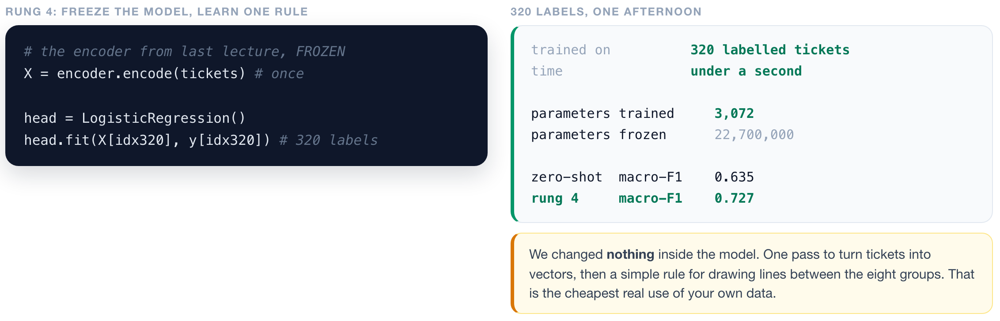 RUNG 4: FREEZE THE MODEL, LEARN ONE RULE
# the encoder from last lecture, FROZEN
X = encoder.encode(tickets) # once
head = LogisticRegression()
head.fit(X[idx320], y[idx320]) # 320 labels
320 LABELS, ONE AFTERNOON
trained on 320 labelled tickets
time under a second
parameters trained 3,072
parameters frozen 22,700,000
zero-shot macro-F1 0.635
rung 4 macro-F1 0.727
We changed nothing inside the model. One pass to turn tickets into
vectors, then a simple rule for drawing lines between the eight groups. That
is the cheapest real use of your own data.